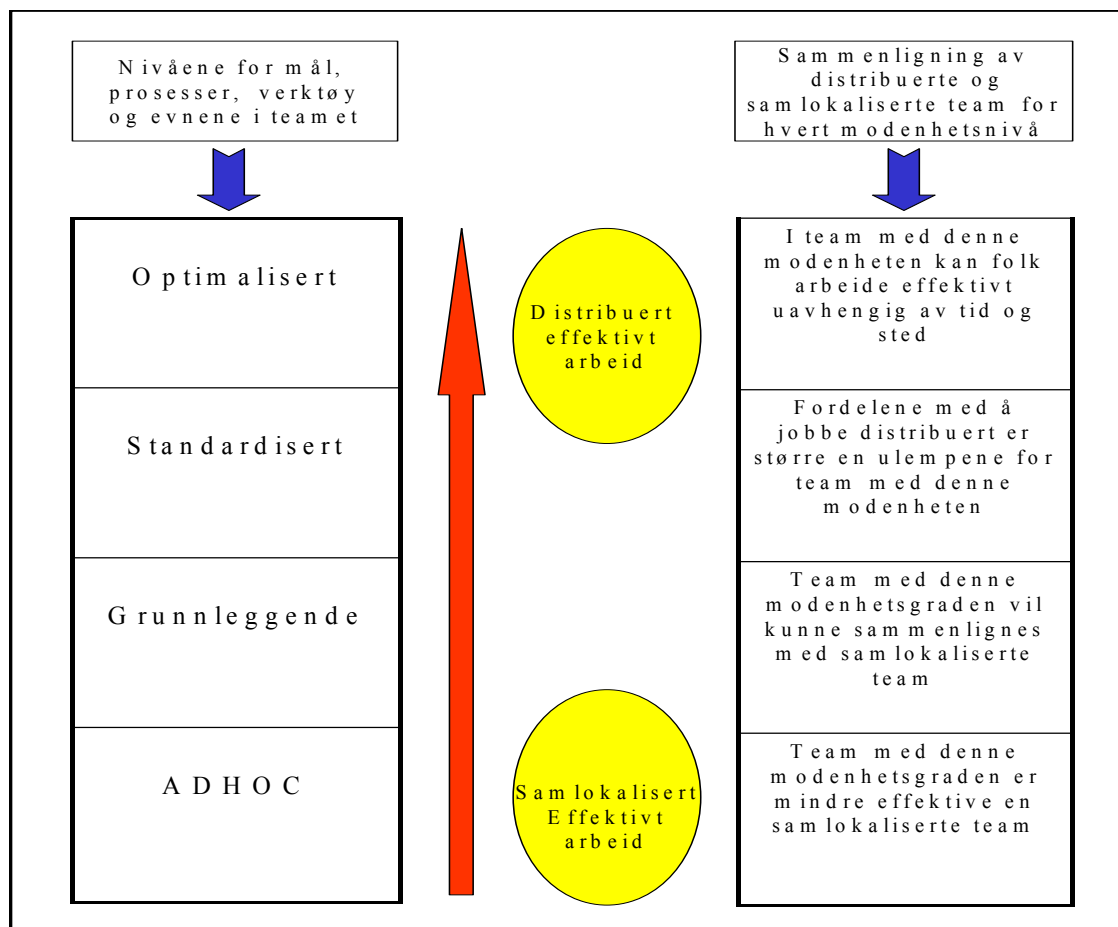 Nivåene for mål,
prosesser, verktøy
og evnene i teamet
Sammenligning av
distribuerte og
samlokaliserte team for
hvert modenhetsnivå
Optimalisert
Standardisert
Grunnleggende
ADHOC
Distribuert
effektivt
arbeid
Samlokalisert
Effektivt
arbeid
I team med denne
modenheten kan folk
arbeide effektivt
uavhengig av tid og
sted
Fordelene med å
jobbe distribuert er
større en ulempene for
team med denne
modenheten
Team med denne
modenhetsgraden vil
kunne sammenlignes
med samlokaliserte
team
Team med denne
modenhetsgraden er
mindre effektive en
samlokaliserte team